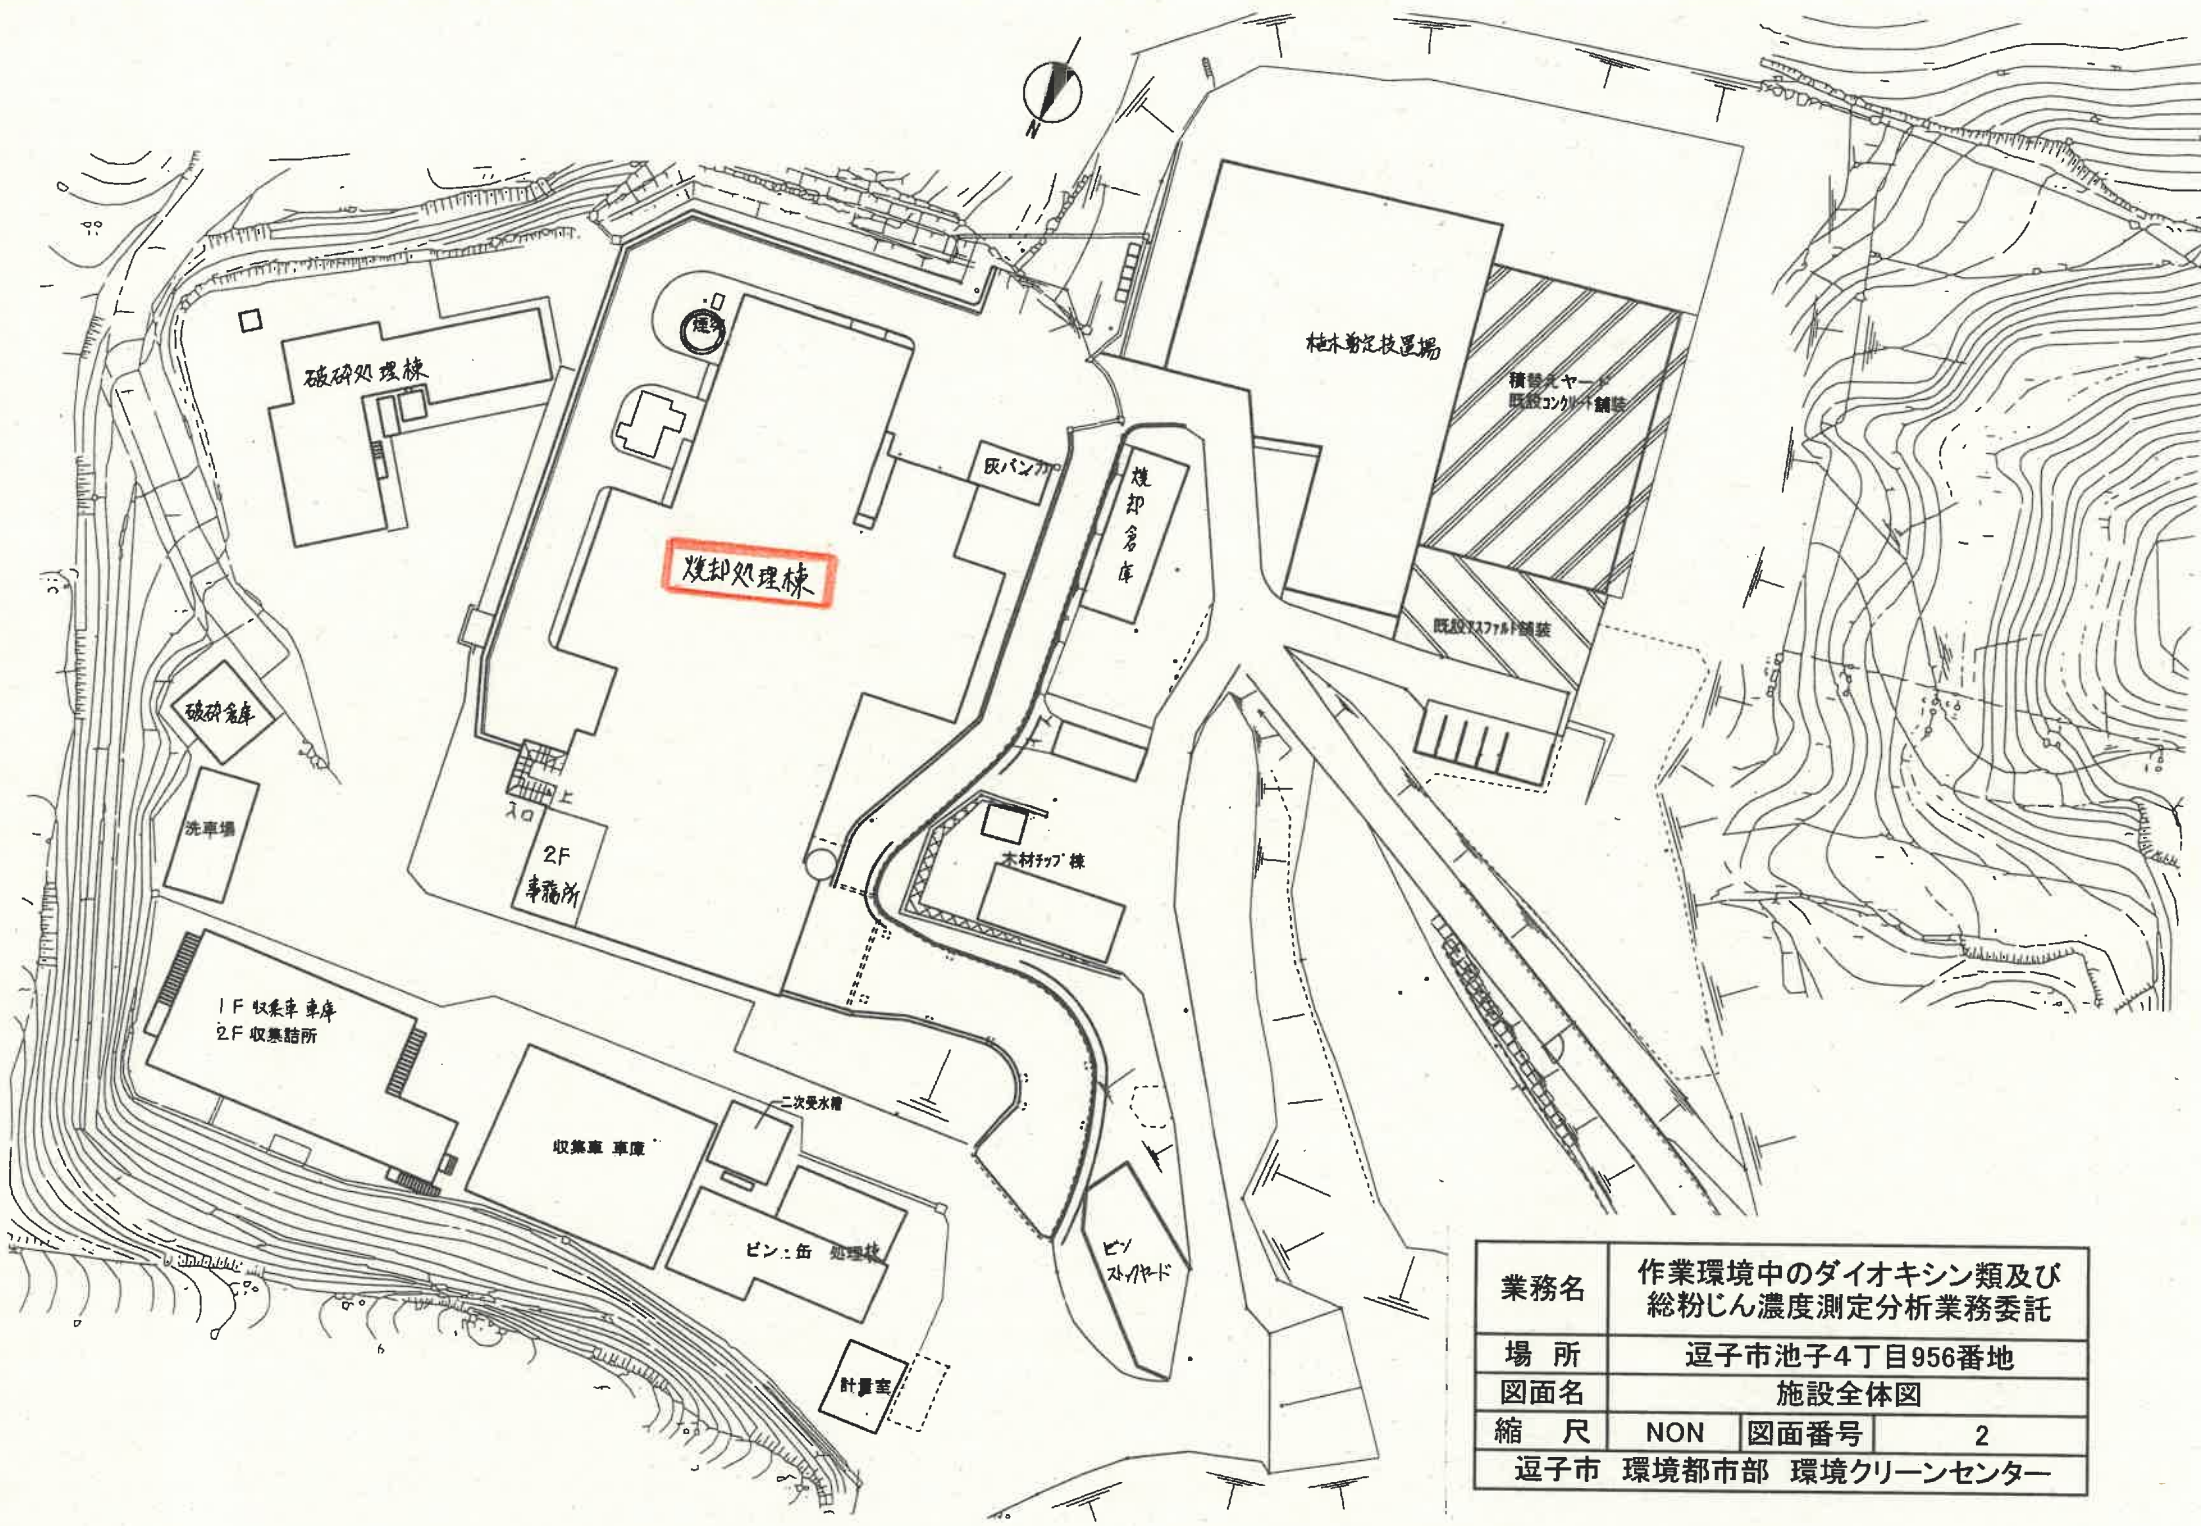 N
煙突
破砕処理棟
植木剪定枝置場
積替えヤード
既設コンクリート舗装
灰バンカ
焼却倉庫
焼却処理棟
既設アスファルト舗装
破砕倉庫
洗車場
入口
上
2F
事務所
木材チップ棟
1F 収集車 車庫
2F 収集詰所
二次受水槽
収集車 車庫
ビン・缶 処理棟
ビン
ストックヤード
計量室
業務名
作業環境中のダイオキシン類及び
総粉じん濃度測定分析業務委託
場 所 逗子市池子4丁目956番地
図面名 施設全体図
縮 尺 NON 図面番号 2
逗子市 環境都市部 環境クリーンセンター